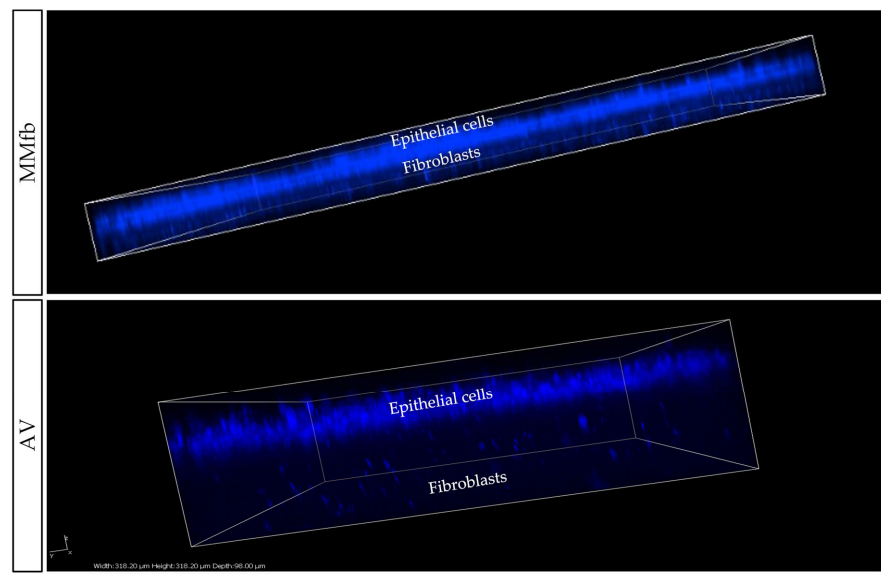 MMfb
Epithelial cells
Fibroblasts
AV
Epithelial cells
Fibroblasts
z
Y
X
Width:318.20 µm Height:318.20 µm Depth:98.00 µm